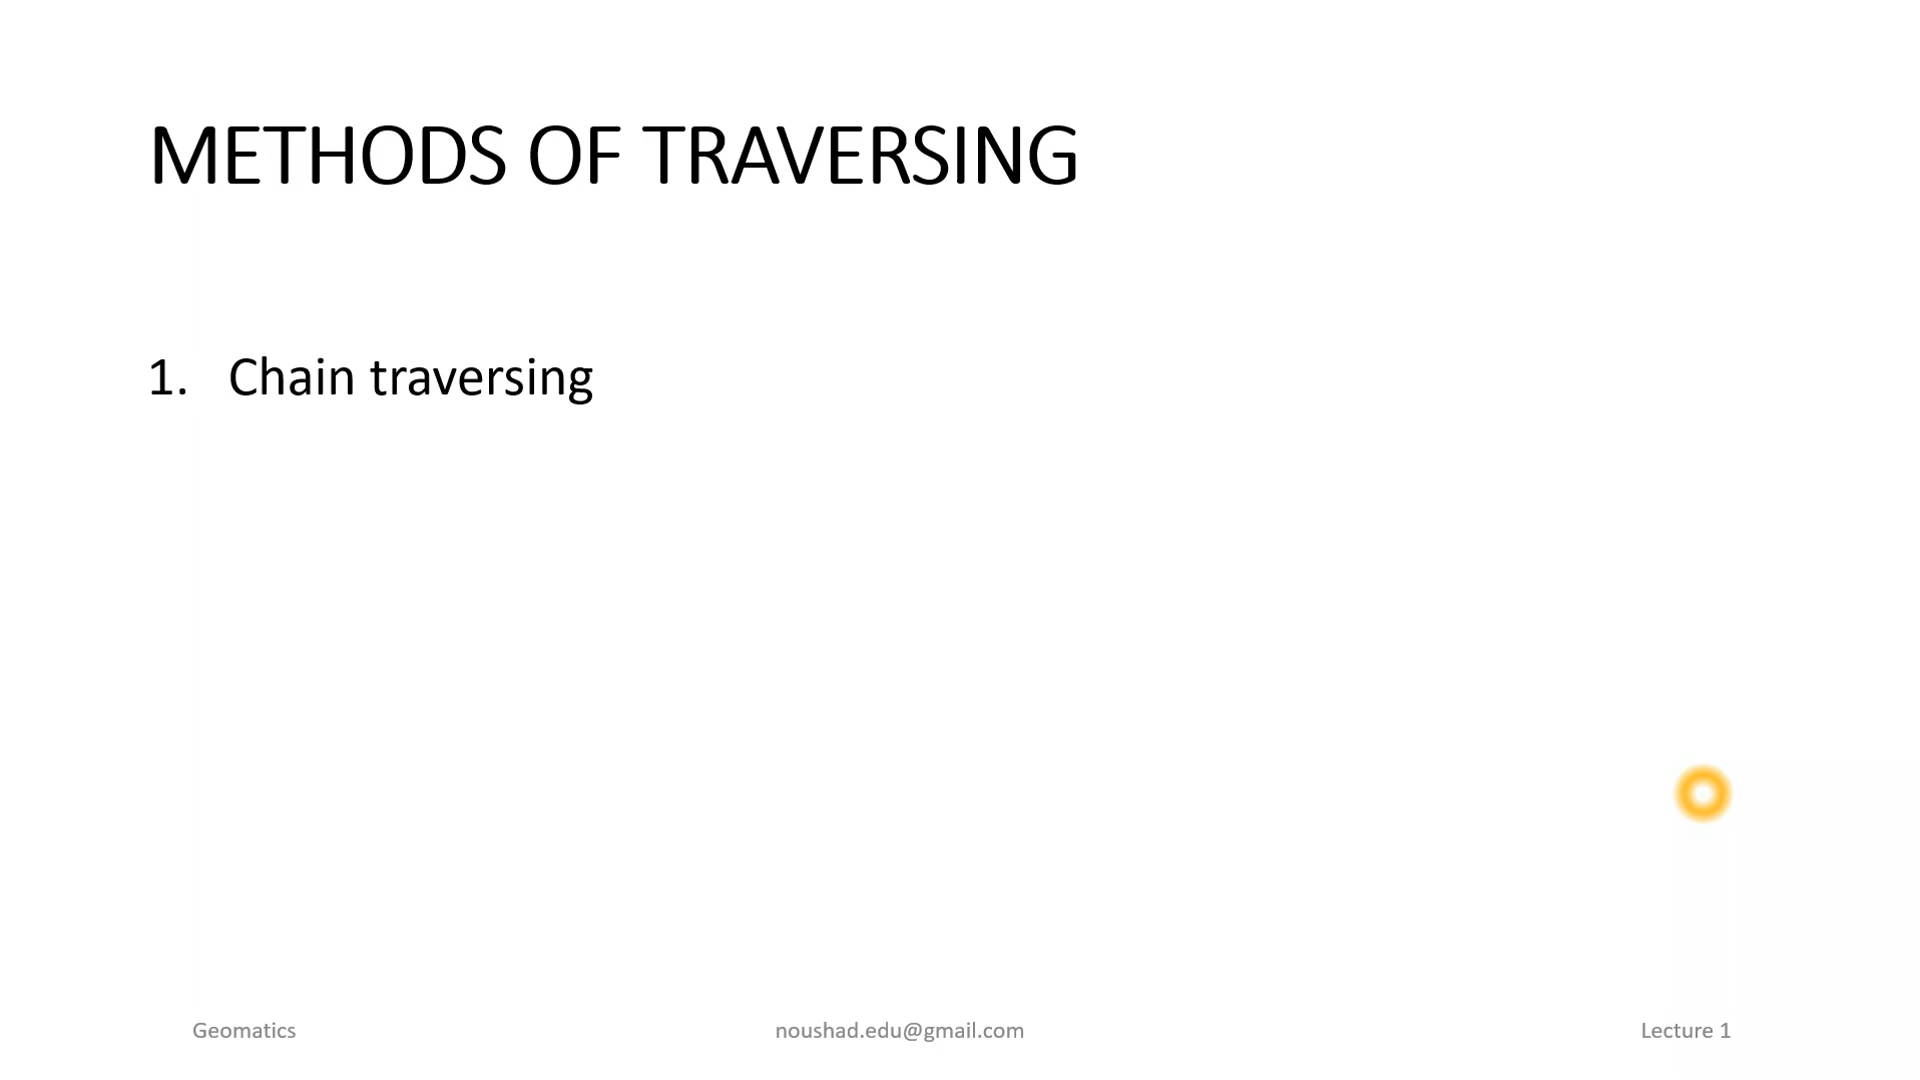 METHODS OF TRAVERSING
1. Chain traversing
Geomatics
noushad.edu@gmail.com
Lecture 1